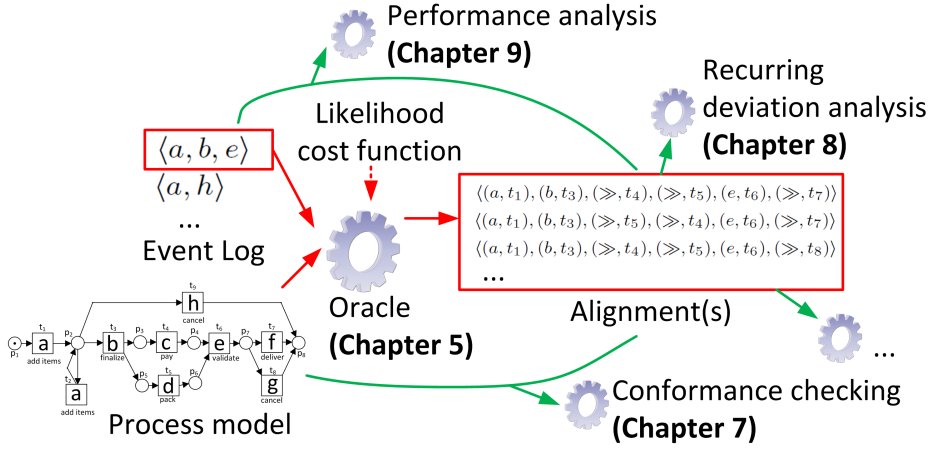 Performance analysis
(Chapter 9)
Recurring
deviation analysis
(Chapter 8)
Likelihood
cost function
⟨a, b, e⟩
⟨a, h⟩
...
Event Log
⟨(a, t₁), (b, t₃), (≫, t₄), (≫, t₅), (e, t₆), (≫, t₇)⟩
⟨(a, t₁), (b, t₃), (≫, t₅), (≫, t₄), (e, t₆), (≫, t₇)⟩
⟨(a, t₁), (b, t₃), (≫, t₄), (≫, t₅), (e, t₆), (≫, t₈)⟩
...
Oracle
(Chapter 5)
Alignment(s)
...
t₉
h
cancel
t₁ p₂ t₃ p₃ t₄ p₄ t₆ p₇ t₇
a b c e f
p₁ add items finalize pay validate deliver p₈
t₂ p₅ t₅ p₆ t₈
a d g
add items pack cancel
Process model
Conformance checking
(Chapter 7)